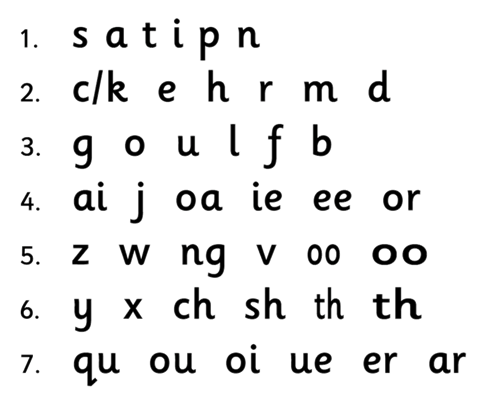 1. s a t i p n
2. c/k e h r m d
3. g o u l f b
4. ai j oa ie ee or
5. z w ng v oo oo
6. y x ch sh th th
7. qu ou oi ue er ar